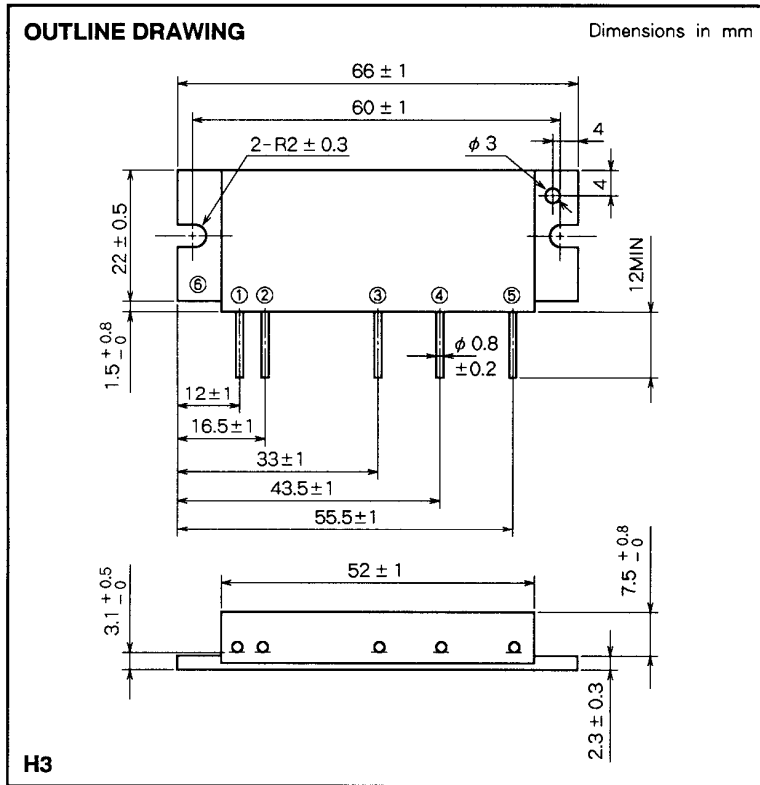 OUTLINE DRAWING
Dimensions in mm
66 ± 1
60 ± 1
4
2-R2 ± 0.3
φ 3
4
22 ± 0.5
12MIN
⑥
① ② ③ ④ ⑤
1.5 + 0.8 - 0
φ 0.8
±0.2
12±1
16.5±1
33±1
43.5±1
55.5±1
52 ± 1
3.1 + 0.5 - 0
7.5 + 0.8 - 0
2.3 ± 0.3
H3